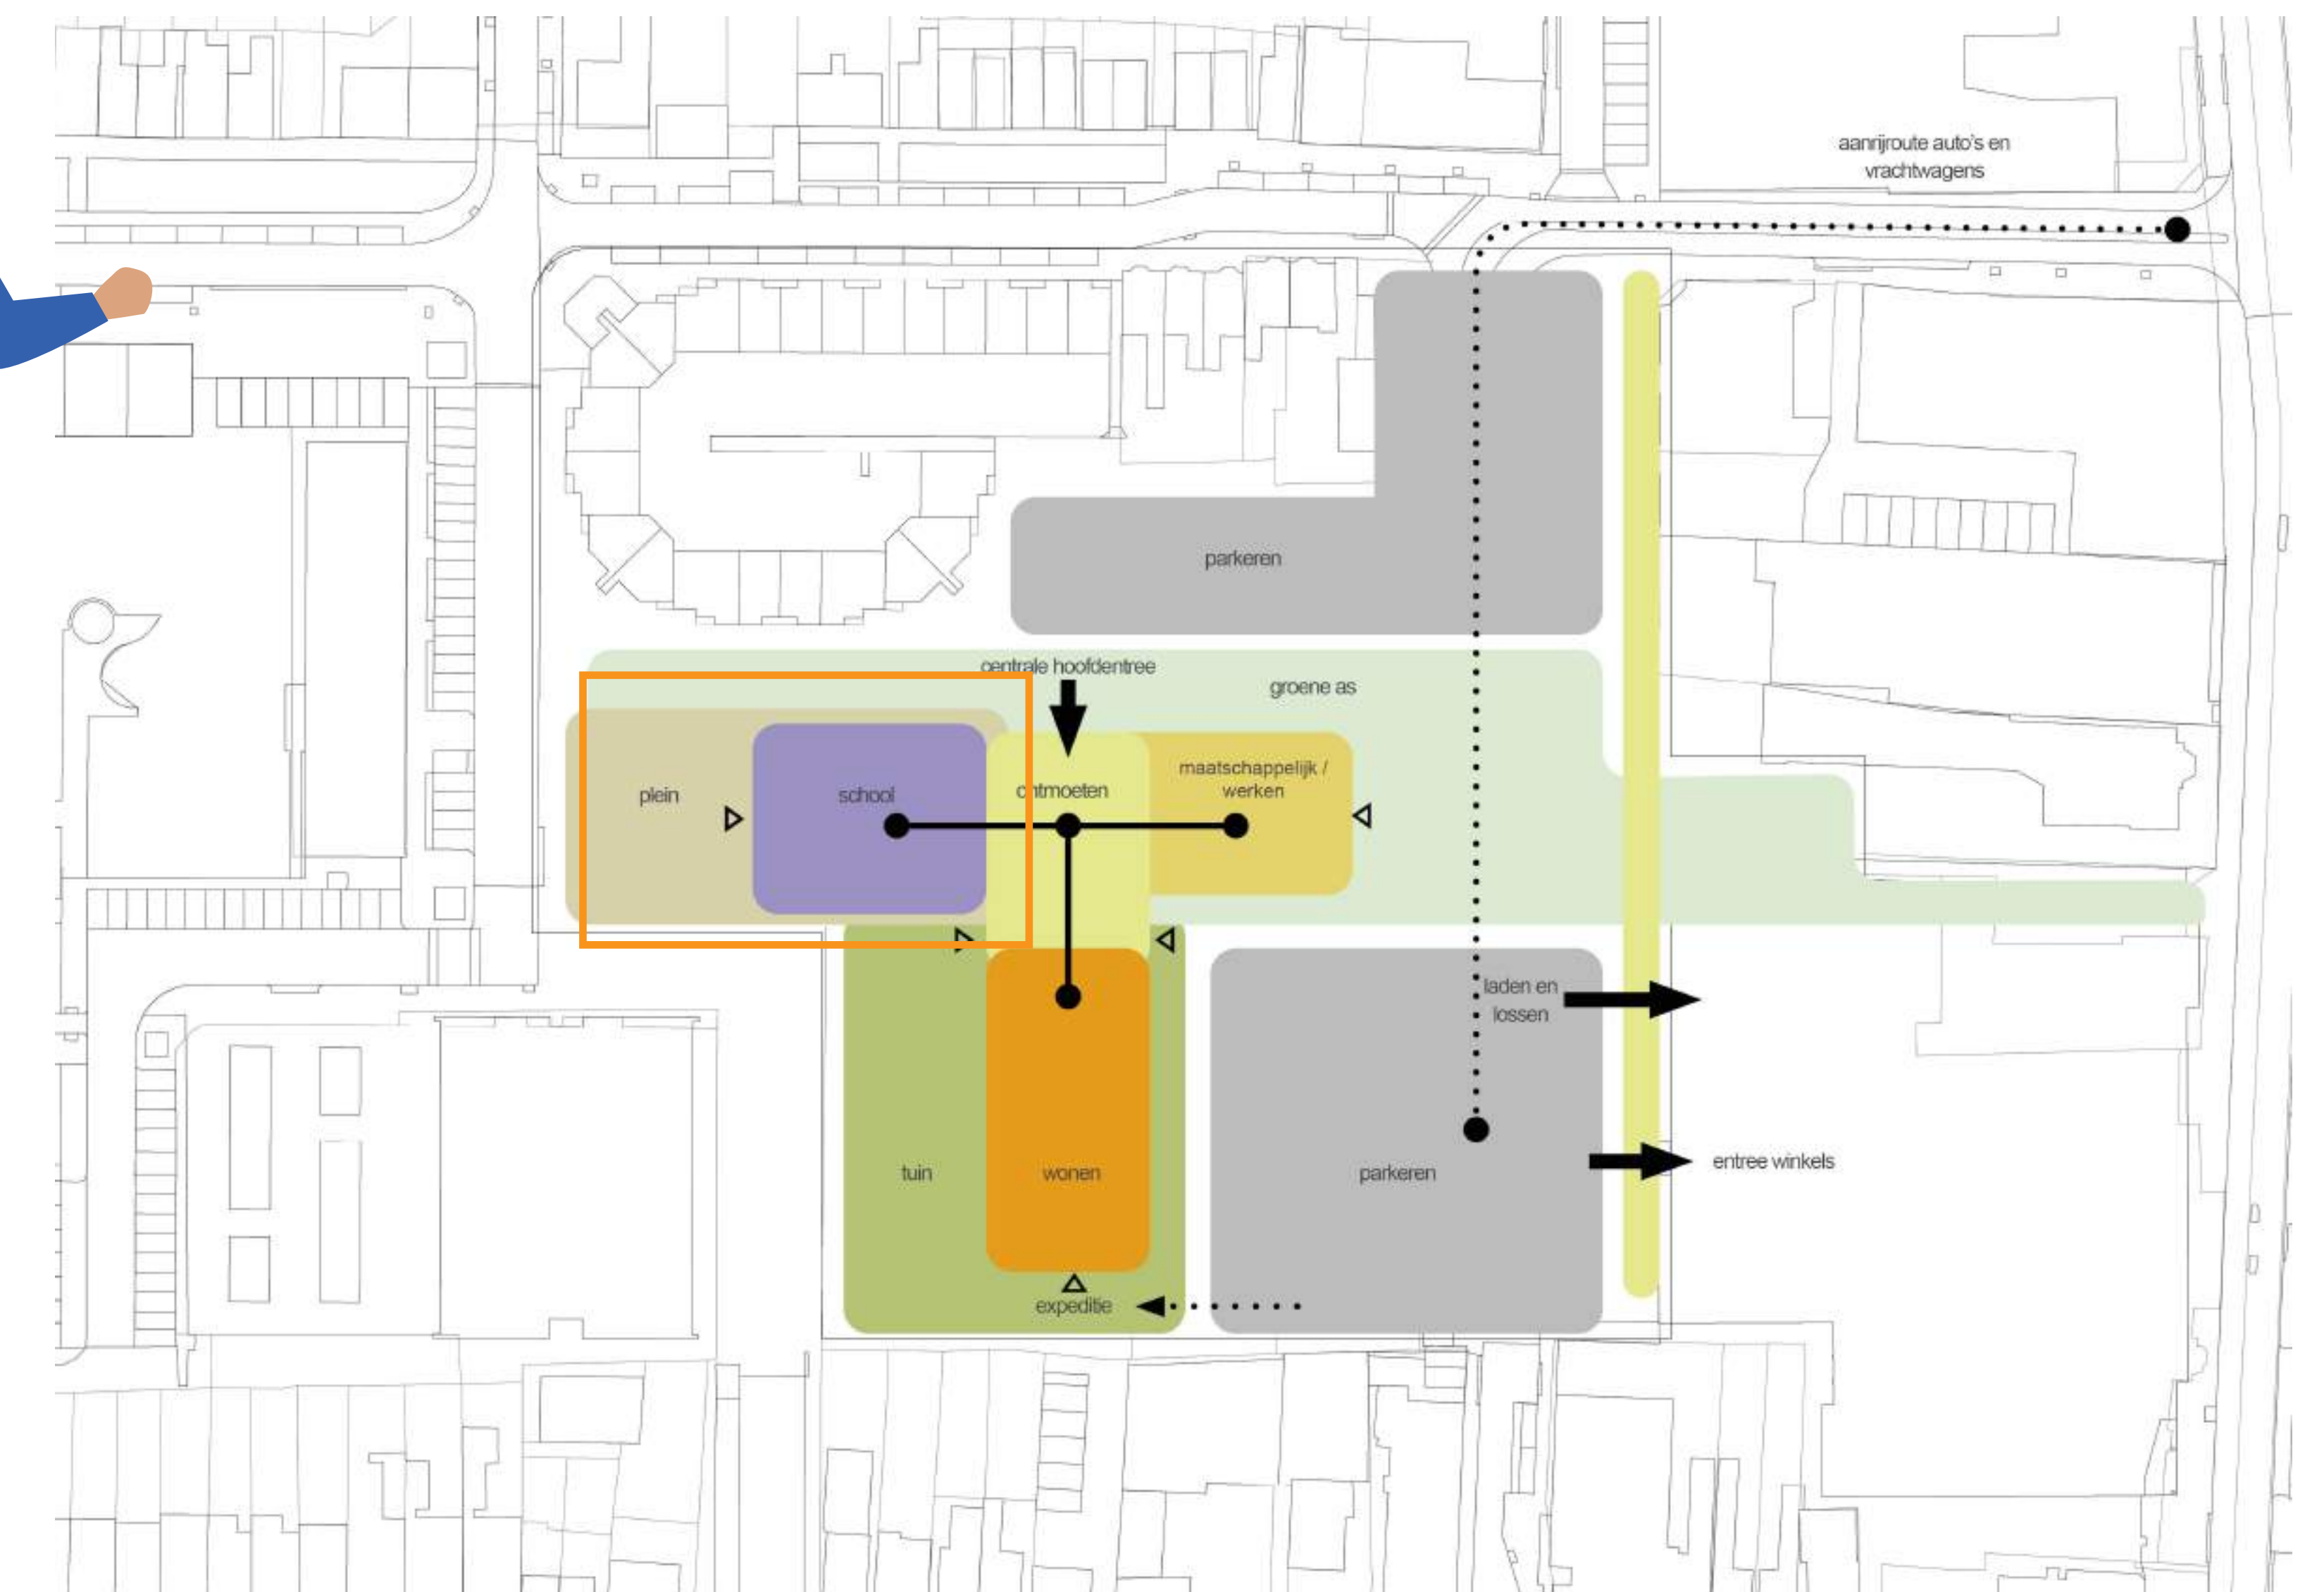 aanrijroute auto's en
vrachtwagens
parkeren
centrale hoofdentree
groene as
plein
school
ontmoeten
maatschappelijk /
werken
laden en
lossen
tuin
wonen
parkeren
entree winkels
expeditie